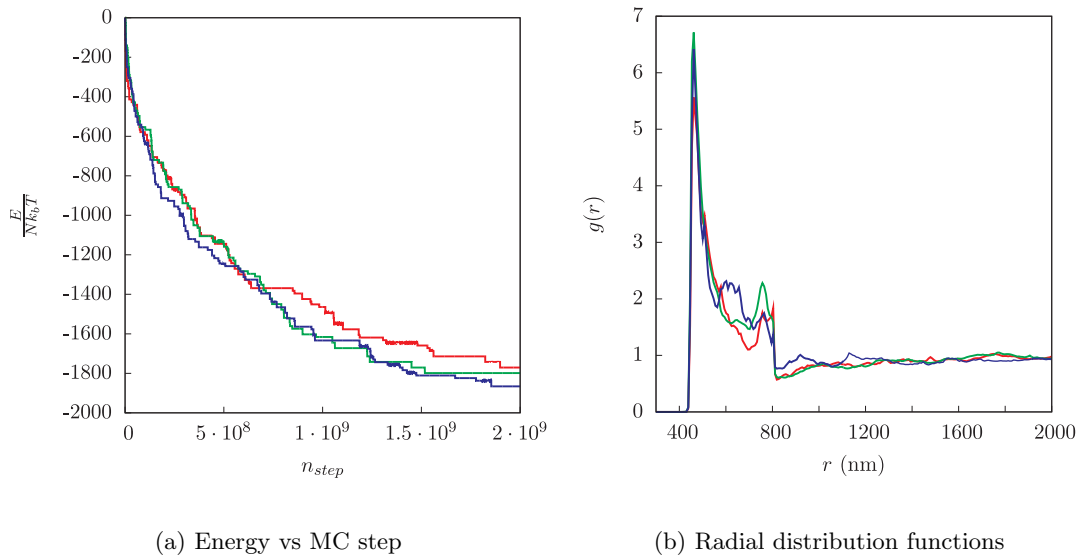 0
-200
-400
-600
-800
-1000
-1200
-1400
-1600
-1800
-2000
E
Nk_bT
0
5 · 10^8
1 · 10^9
1.5 · 10^9
2 · 10^9
n_step
(a) Energy vs MC step
7
6
5
4
3
2
1
0
g(r)
400
800
1200
1600
2000
r (nm)
(b) Radial distribution functions